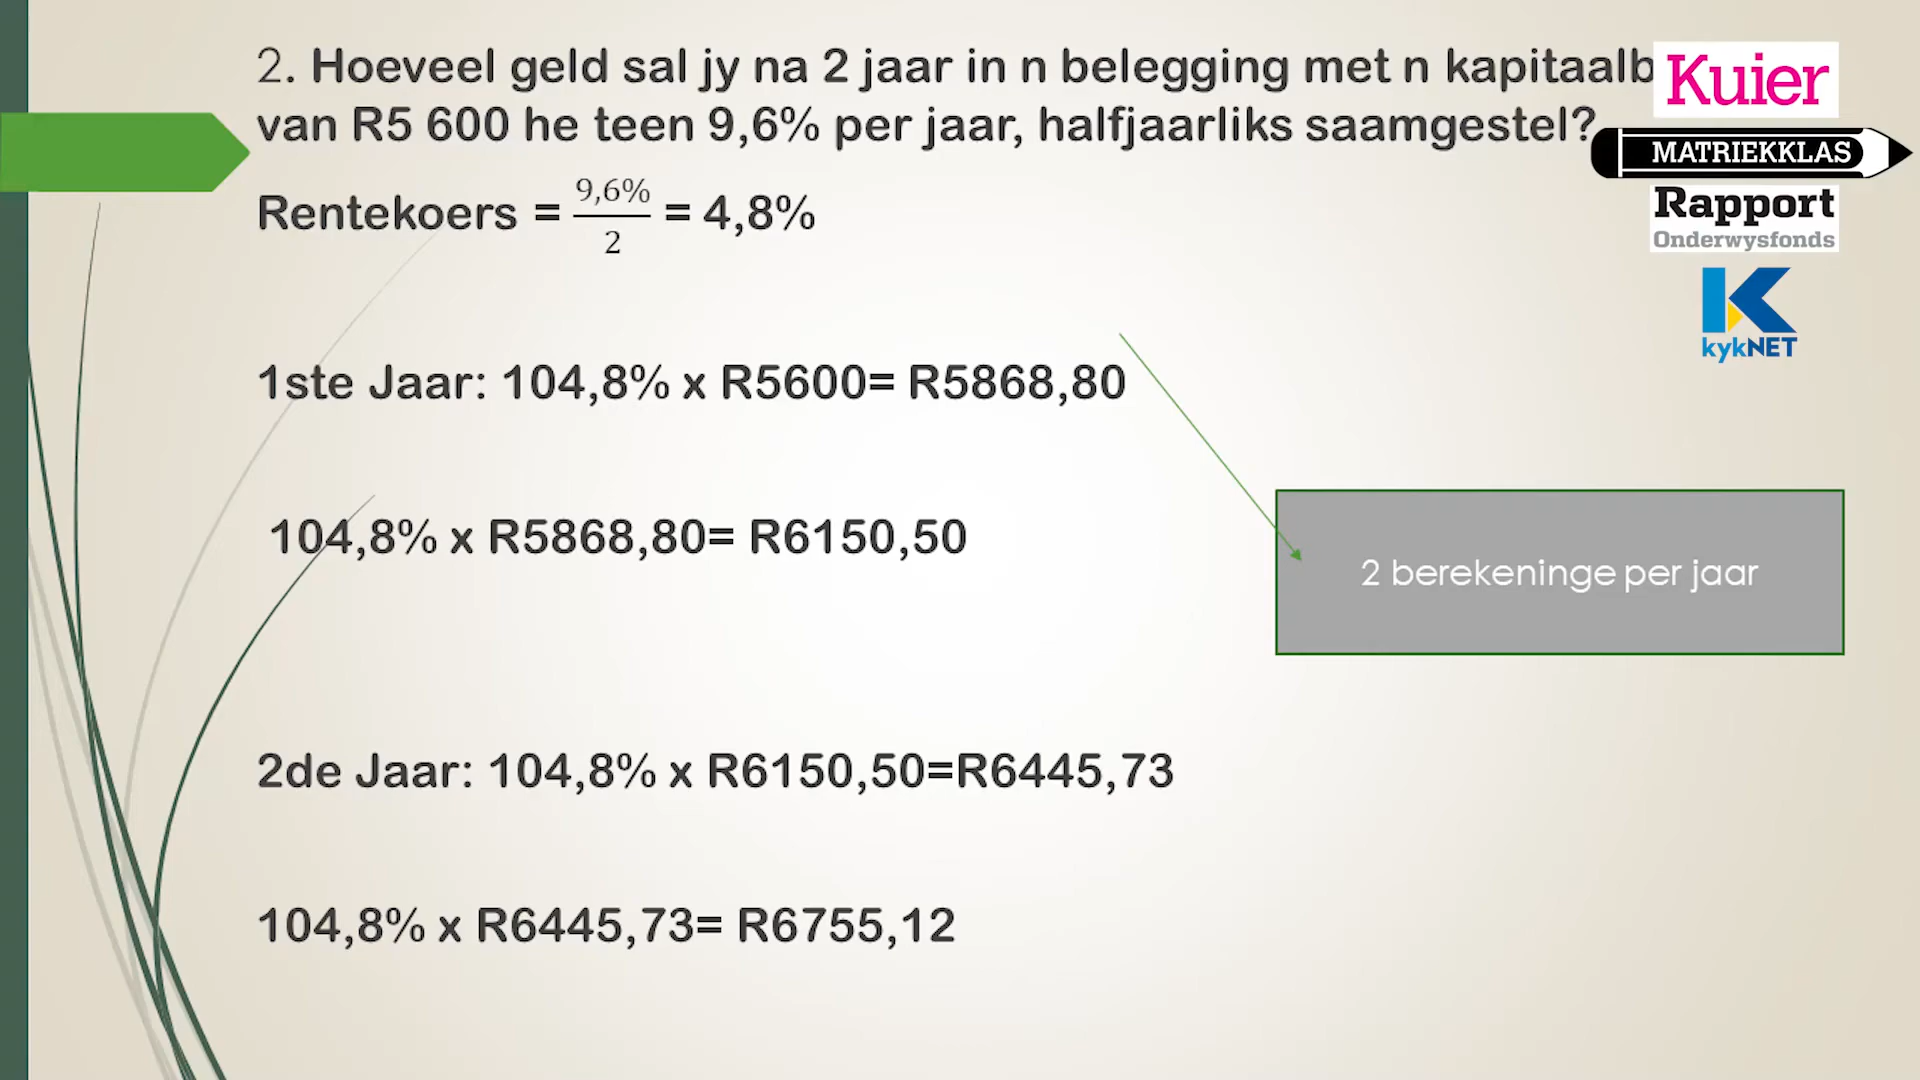 2. Hoeveel geld sal jy na 2 jaar in n belegging met n
van R5 600 he teen 9,6% per jaar, halfjaarliks saamgestel?
Rentekoers = 9,6%/2 = 4,8%
1ste Jaar: 104,8% x R5600= R5868,80
104,8% x R5868,80= R6150,50
2 berekeninge per jaar
2de Jaar: 104,8% x R6150,50=R6445,73
104,8% x R6445,73= R6755,12
Kuier
MATRIEKKLAS
Rapport
Onderwysfonds
kykNET